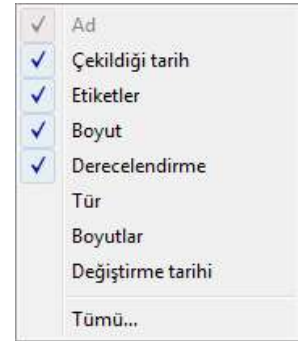 Ad
Çekildiği tarih
Etiketler
Boyut
Derecelendirme
Tür
Boyutlar
Değiştirme tarihi
Tümü...